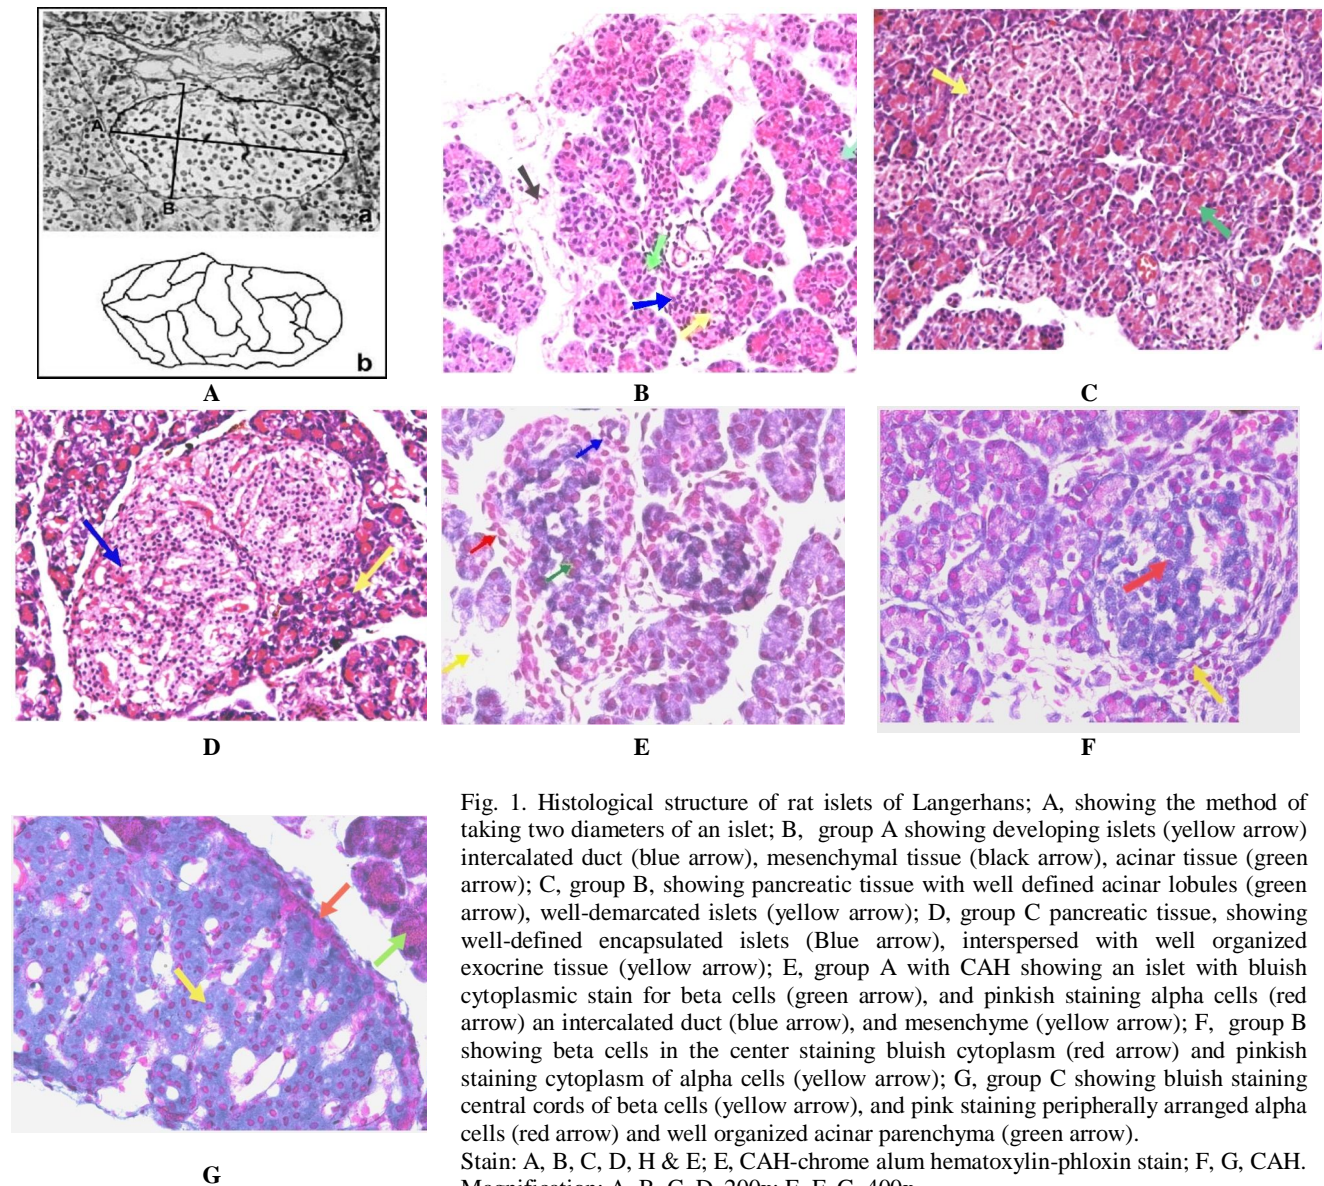 A
B
a
b
A
B
C
D
E
F
G
Fig. 1. Histological structure of rat islets of Langerhans; A, showing the method of
taking two diameters of an islet; B, group A showing developing islets (yellow arrow)
intercalated duct (blue arrow), mesenchymal tissue (black arrow), acinar tissue (green
arrow); C, group B, showing pancreatic tissue with well defined acinar lobules (green
arrow), well-demarcated islets (yellow arrow); D, group C pancreatic tissue, showing
well-defined encapsulated islets (Blue arrow), interspersed with well organized
exocrine tissue (yellow arrow); E, group A with CAH showing an islet with bluish
cytoplasmic stain for beta cells (green arrow), and pinkish staining alpha cells (red
arrow) an intercalated duct (blue arrow), and mesenchyme (yellow arrow); F, group B
showing beta cells in the center staining bluish cytoplasm (red arrow) and pinkish
staining cytoplasm of alpha cells (yellow arrow); G, group C showing bluish staining
central cords of beta cells (yellow arrow), and pink staining peripherally arranged alpha
cells (red arrow) and well organized acinar parenchyma (green arrow).
Stain: A, B, C, D, H & E; E, CAH-chrome alum hematoxylin-phloxin stain; F, G, CAH.
Magnification: A, B, C, D, 200x; E, F, G, 400x